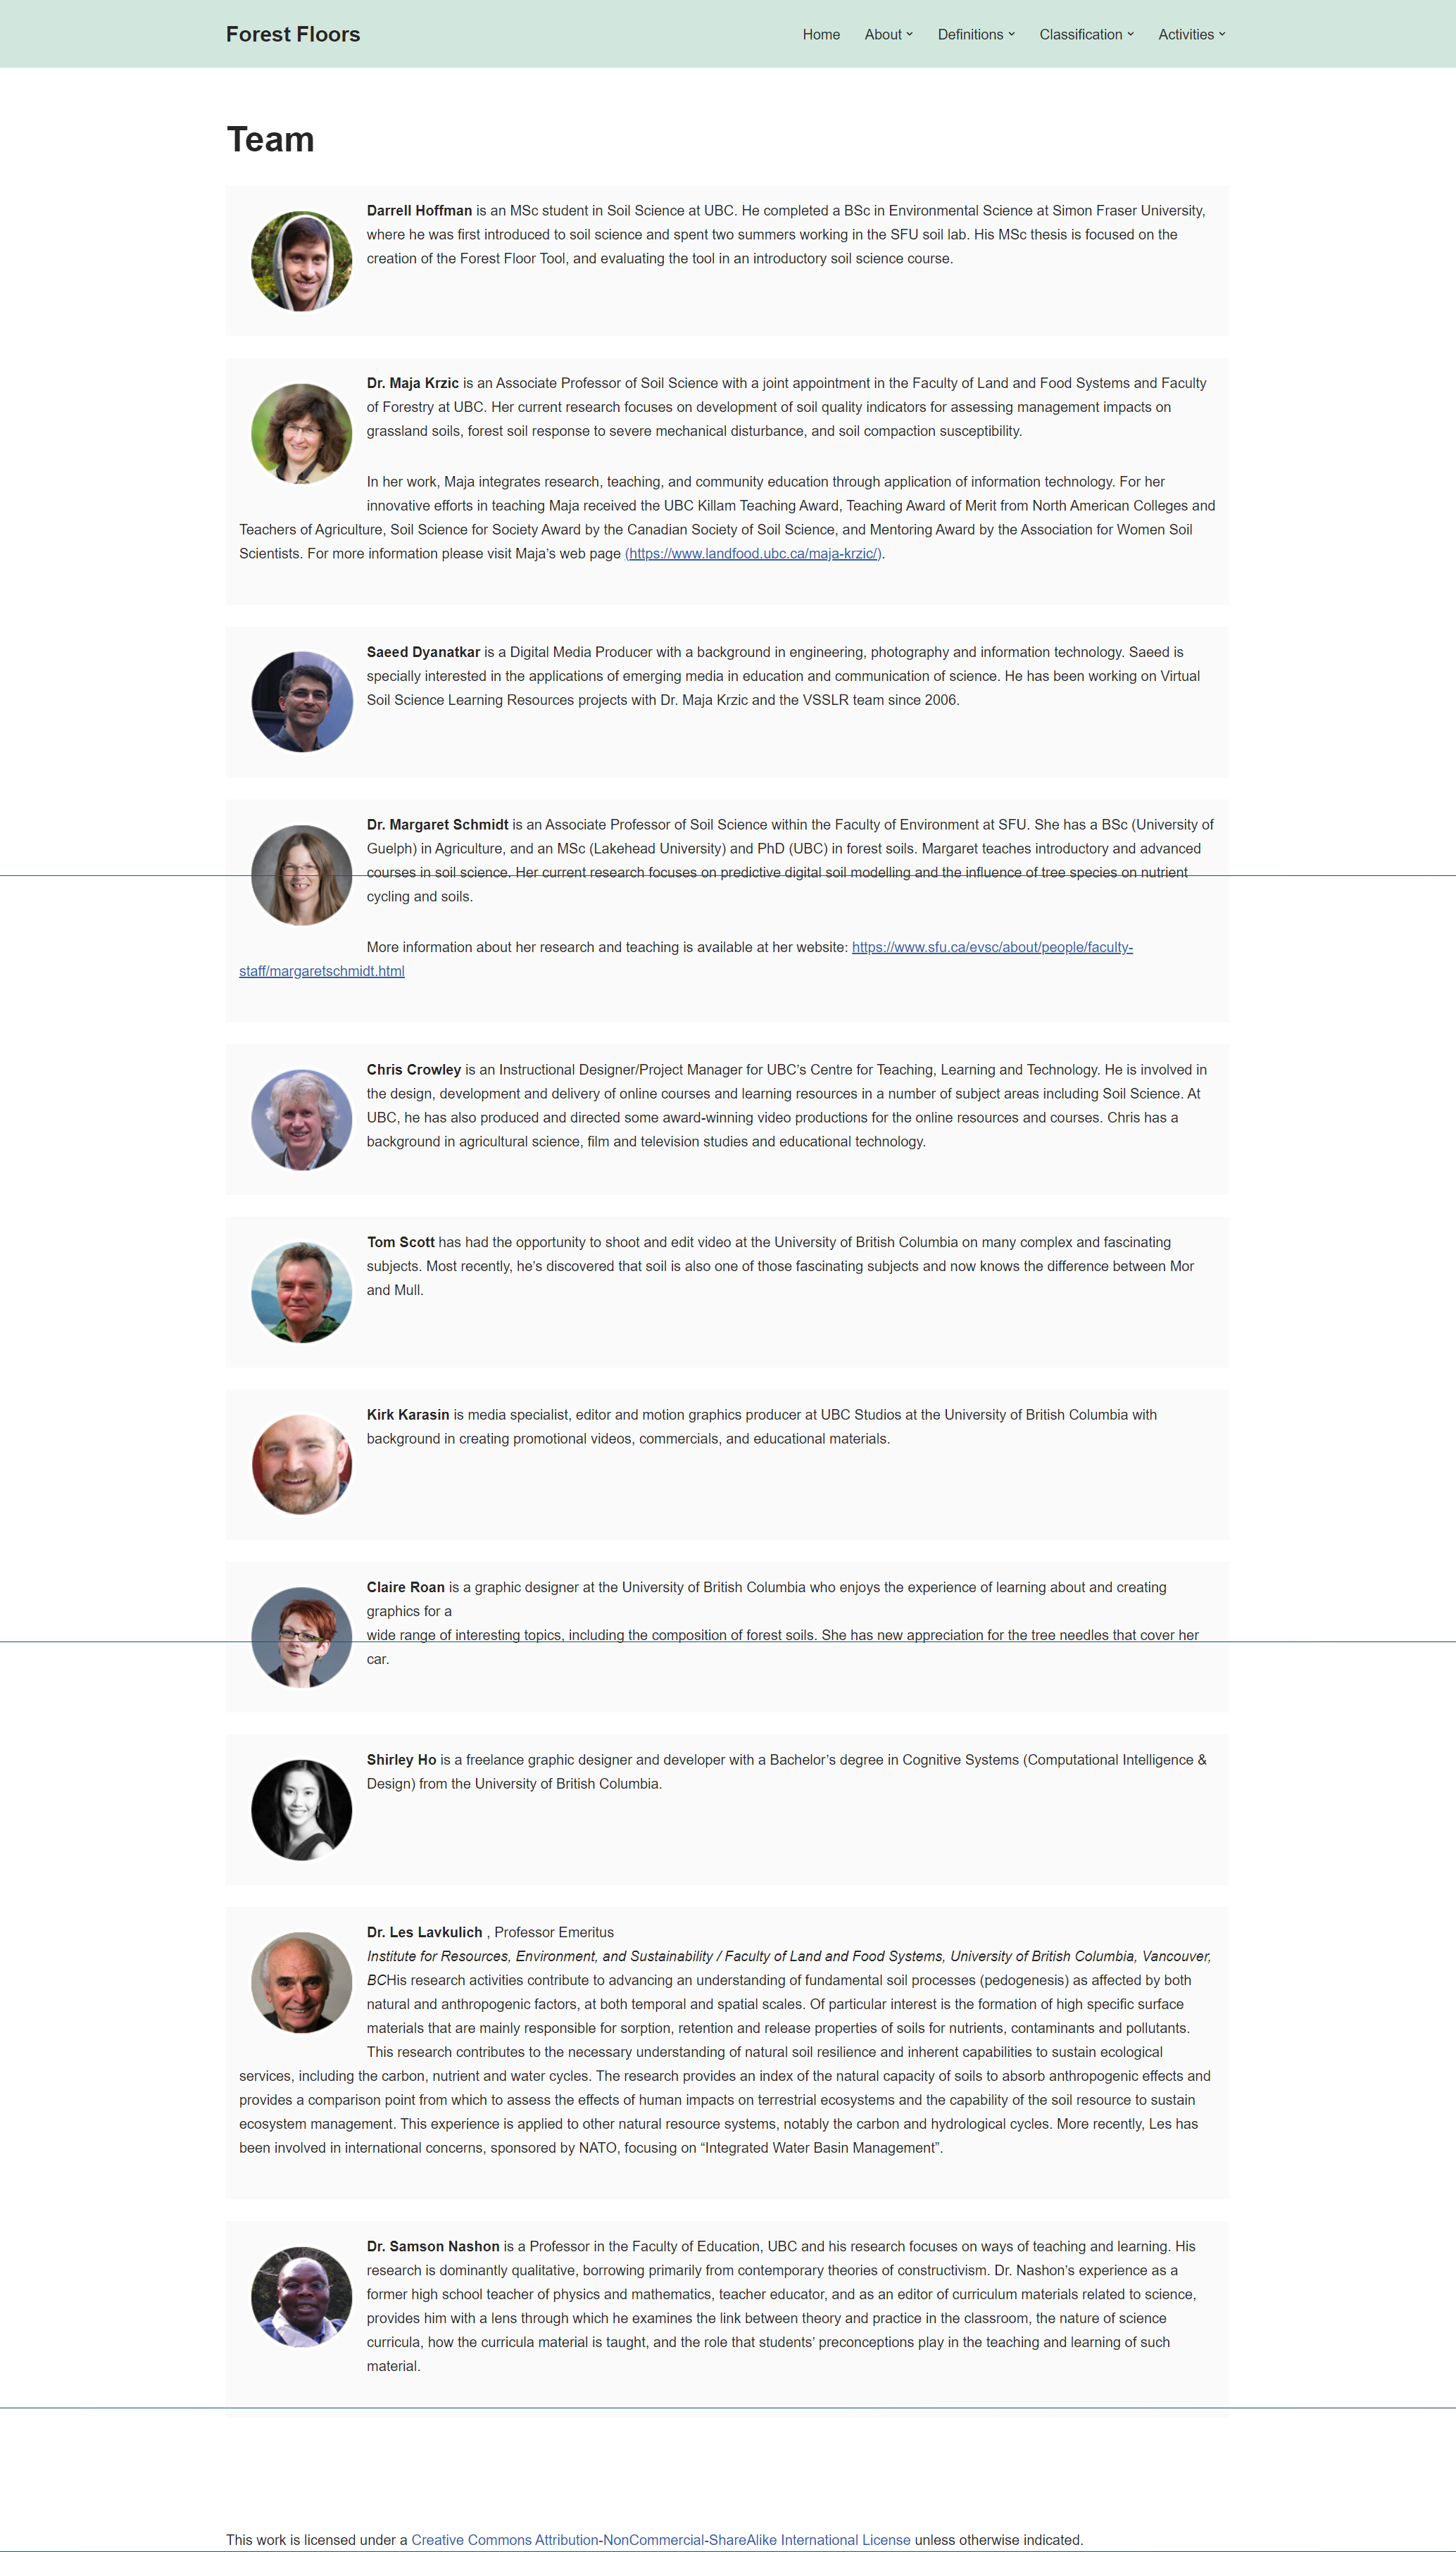 Forest Floors
Home
About
Definitions
Classification
Activities
Team
Darrell Hoffman is an MSc student in Soil Science at UBC. He completed a BSc in Environmental Science at Simon Fraser University,
where he was first introduced to soil science and spent two summers working in the SFU soil lab. His MSc thesis is focused on the
creation of the Forest Floor Tool, and evaluating the tool in an introductory soil science course.
Dr. Maja Krzic is an Associate Professor of Soil Science with a joint appointment in the Faculty of Land and Food Systems and Faculty
of Forestry at UBC. Her current research focuses on development of soil quality indicators for assessing management impacts on
grassland soils, forest soil response to severe mechanical disturbance, and soil compaction susceptibility.
In her work, Maja integrates research, teaching, and community education through application of information technology. For her
innovative efforts in teaching Maja received the UBC Killam Teaching Award, Teaching Award of Merit from North American Colleges and
Teachers of Agriculture, Soil Science for Society Award by the Canadian Society of Soil Science, and Mentoring Award by the Association for Women Soil
Scientists. For more information please visit Maja’s web page (https://www.landfood.ubc.ca/maja-krzic/).
Saeed Dyanatkar is a Digital Media Producer with a background in engineering, photography and information technology. Saeed is
specially interested in the applications of emerging media in education and communication of science. He has been working on Virtual
Soil Science Learning Resources projects with Dr. Maja Krzic and the VSSLR team since 2006.
Dr. Margaret Schmidt is an Associate Professor of Soil Science within the Faculty of Environment at SFU. She has a BSc (University of
Guelph) in Agriculture, and an MSc (Lakehead University) and PhD (UBC) in forest soils. Margaret teaches introductory and advanced
courses in soil science. Her current research focuses on predictive digital soil modelling and the influence of tree species on nutrient
cycling and soils.
More information about her research and teaching is available at her website: https://www.sfu.ca/evsc/about/people/faculty-
staff/margaretschmidt.html
Chris Crowley is an Instructional Designer/Project Manager for UBC’s Centre for Teaching, Learning and Technology. He is involved in
the design, development and delivery of online courses and learning resources in a number of subject areas including Soil Science. At
UBC, he has also produced and directed some award-winning video productions for the online resources and courses. Chris has a
background in agricultural science, film and television studies and educational technology.
Tom Scott has had the opportunity to shoot and edit video at the University of British Columbia on many complex and fascinating
subjects. Most recently, he’s discovered that soil is also one of those fascinating subjects and now knows the difference between Mor
and Mull.
Kirk Karasin is media specialist, editor and motion graphics producer at UBC Studios at the University of British Columbia with
background in creating promotional videos, commercials, and educational materials.
Claire Roan is a graphic designer at the University of British Columbia who enjoys the experience of learning about and creating
graphics for a
wide range of interesting topics, including the composition of forest soils. She has new appreciation for the tree needles that cover her
car.
Shirley Ho is a freelance graphic designer and developer with a Bachelor’s degree in Cognitive Systems (Computational Intelligence &
Design) from the University of British Columbia.
Dr. Les Lavkulich , Professor Emeritus
Institute for Resources, Environment, and Sustainability / Faculty of Land and Food Systems, University of British Columbia, Vancouver,
BCHis research activities contribute to advancing an understanding of fundamental soil processes (pedogenesis) as affected by both
natural and anthropogenic factors, at both temporal and spatial scales. Of particular interest is the formation of high specific surface
materials that are mainly responsible for sorption, retention and release properties of soils for nutrients, contaminants and pollutants.
This research contributes to the necessary understanding of natural soil resilience and inherent capabilities to sustain ecological
services, including the carbon, nutrient and water cycles. The research provides an index of the natural capacity of soils to absorb anthropogenic effects and
provides a comparison point from which to assess the effects of human impacts on terrestrial ecosystems and the capability of the soil resource to sustain
ecosystem management. This experience is applied to other natural resource systems, notably the carbon and hydrological cycles. More recently, Les has
been involved in international concerns, sponsored by NATO, focusing on “Integrated Water Basin Management”.
Dr. Samson Nashon is a Professor in the Faculty of Education, UBC and his research focuses on ways of teaching and learning. His
research is dominantly qualitative, borrowing primarily from contemporary theories of constructivism. Dr. Nashon’s experience as a
former high school teacher of physics and mathematics, teacher educator, and as an editor of curriculum materials related to science,
provides him with a lens through which he examines the link between theory and practice in the classroom, the nature of science
curricula, how the curricula material is taught, and the role that students’ preconceptions play in the teaching and learning of such
material.
This work is licensed under a Creative Commons Attribution-NonCommercial-ShareAlike International License unless otherwise indicated.